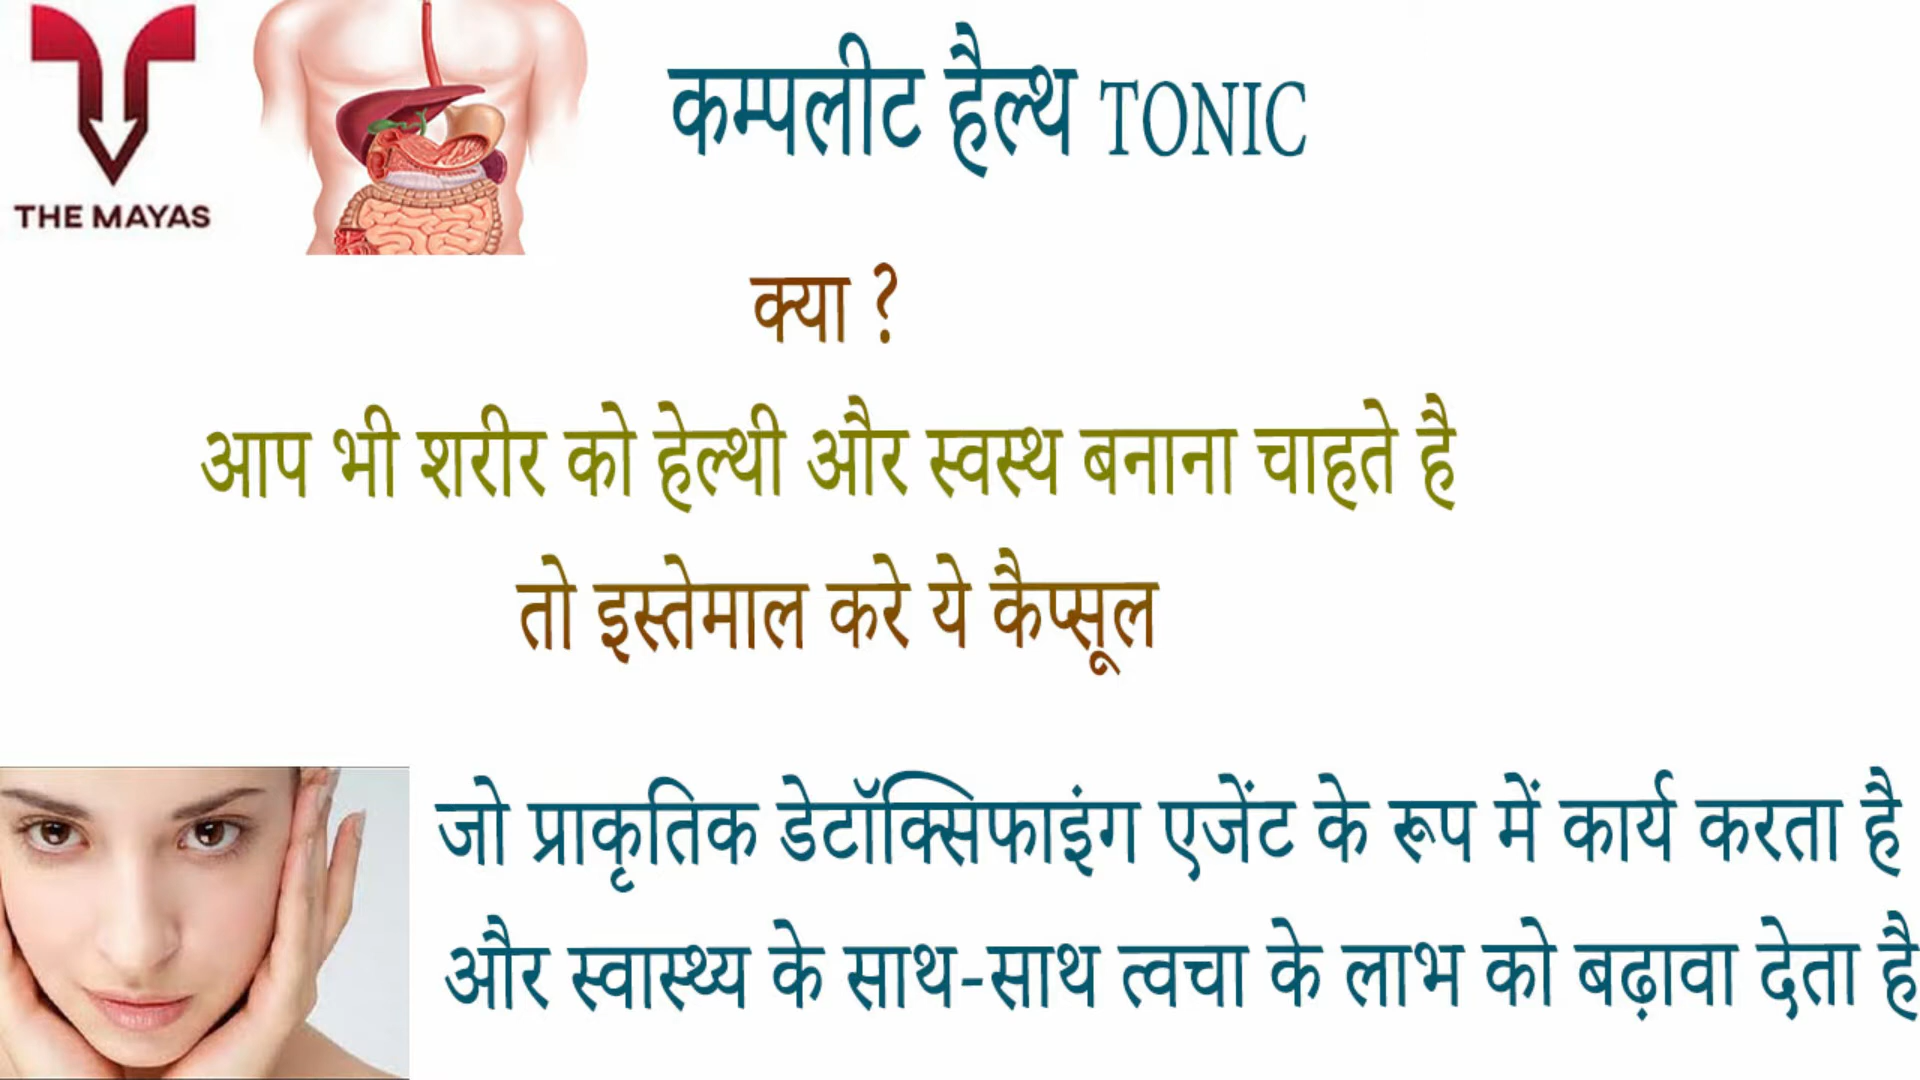 THE MAYAS
कम्पलीट हैल्थ TONIC
क्या ?
आप भी शरीर को हेल्थी और स्वस्थ बनाना चाहते है
तो इस्तेमाल करे ये कैप्सूल
जो प्राकृतिक डेटॉक्सिफाइंग एजेंट के रूप में कार्य करता है
और स्वास्थ्य के साथ-साथ त्वचा के लाभ को बढ़ावा देता है